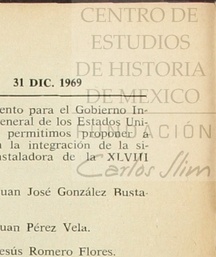 CENTRO DE
ESTUDIOS
DE HISTORIA
31 DIC. 1969
DE MEXICO
ento para el Gobierno In-
eneral de los Estados Uni-
permitimos proponer a
FUNDACIÓN
la integración de la si-
nstaladora de la XLVIII
Carlos Slim
uan José González Busta-
uan Pérez Vela.
esús Romero Flores.